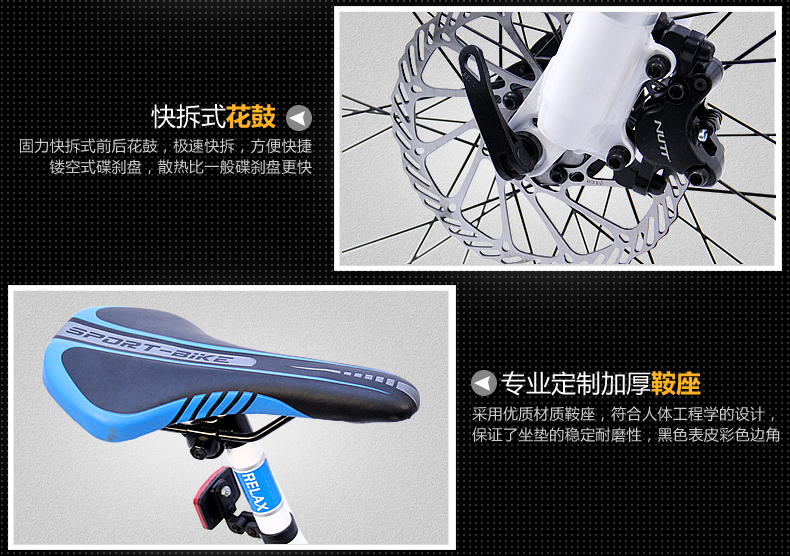 快拆式花鼓
固力快拆式前后花鼓，极速快拆，方便快捷
镂空式碟刹盘，散热比一般碟刹盘更快
NUTT
SPORT-BIKE
RELAX
专业定制加厚鞍座
采用优质材质鞍座，符合人体工程学的设计，
保证了坐垫的稳定耐磨性，黑色表皮彩色边角